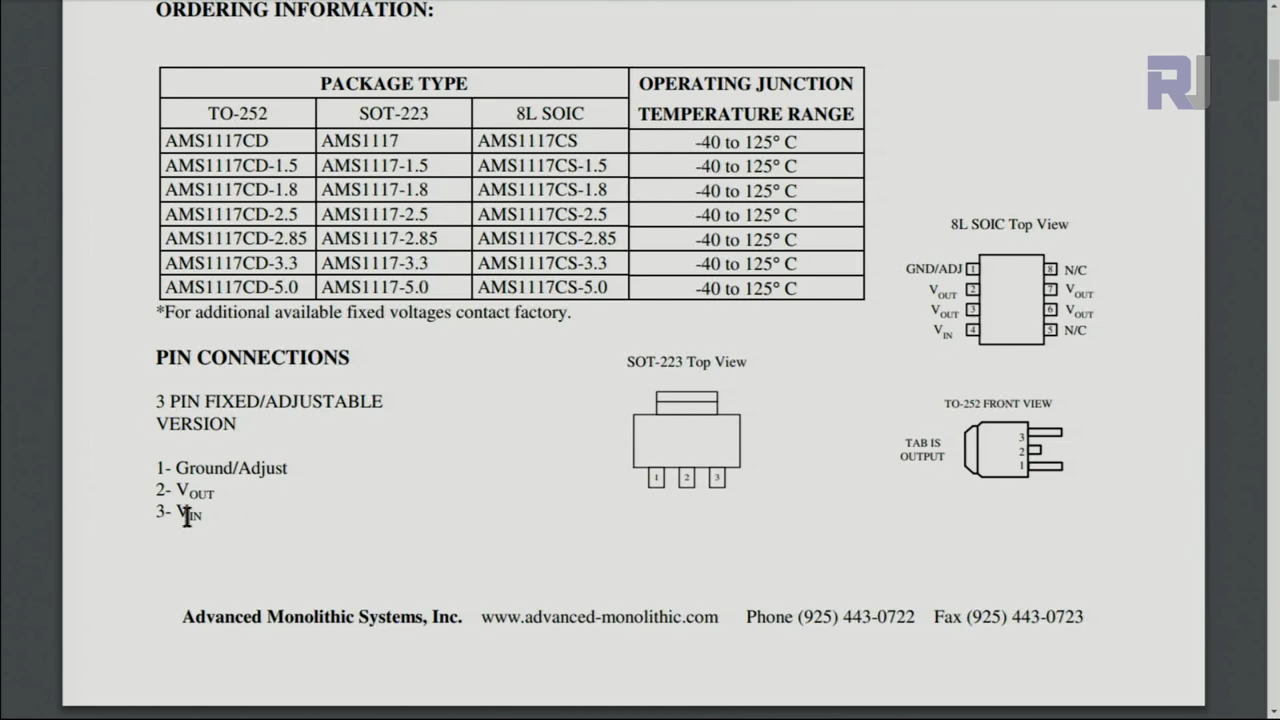 ORDERING INFORMATION:
RJ
PACKAGE TYPE OPERATING JUNCTION
TO-252 SOT-223 8L SOIC TEMPERATURE RANGE
AMS1117CD AMS1117 AMS1117CS -40 to 125° C
AMS1117CD-1.5 AMS1117-1.5 AMS1117CS-1.5 -40 to 125° C
AMS1117CD-1.8 AMS1117-1.8 AMS1117CS-1.8 -40 to 125° C
AMS1117CD-2.5 AMS1117-2.5 AMS1117CS-2.5 -40 to 125° C
AMS1117CD-2.85 AMS1117-2.85 AMS1117CS-2.85 -40 to 125° C
AMS1117CD-3.3 AMS1117-3.3 AMS1117CS-3.3 -40 to 125° C
AMS1117CD-5.0 AMS1117-5.0 AMS1117CS-5.0 -40 to 125° C
*For additional available fixed voltages contact factory.
8L SOIC Top View
GND/ADJ 1 8 N/C
VOUT 2 7 VOUT
VOUT 3 6 VOUT
VIN 4 5 N/C
PIN CONNECTIONS
3 PIN FIXED/ADJUSTABLE
VERSION
1- Ground/Adjust
2- VOUT
3- VIN
SOT-223 Top View
1 2 3
TO-252 FRONT VIEW
TAB IS
OUTPUT
3
2
1
Advanced Monolithic Systems, Inc. www.advanced-monolithic.com Phone (925) 443-0722 Fax (925) 443-0723